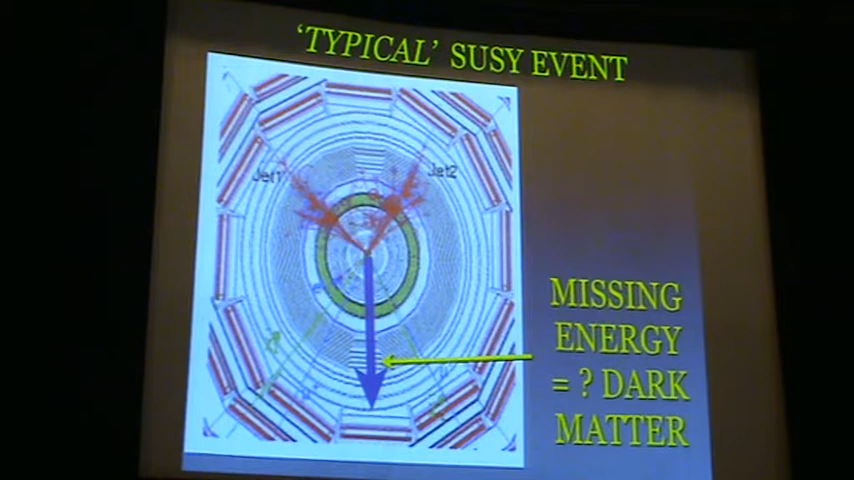 'TYPICAL' SUSY EVENT
Jet1
Jet2
MISSING
ENERGY
= ? DARK
MATTER